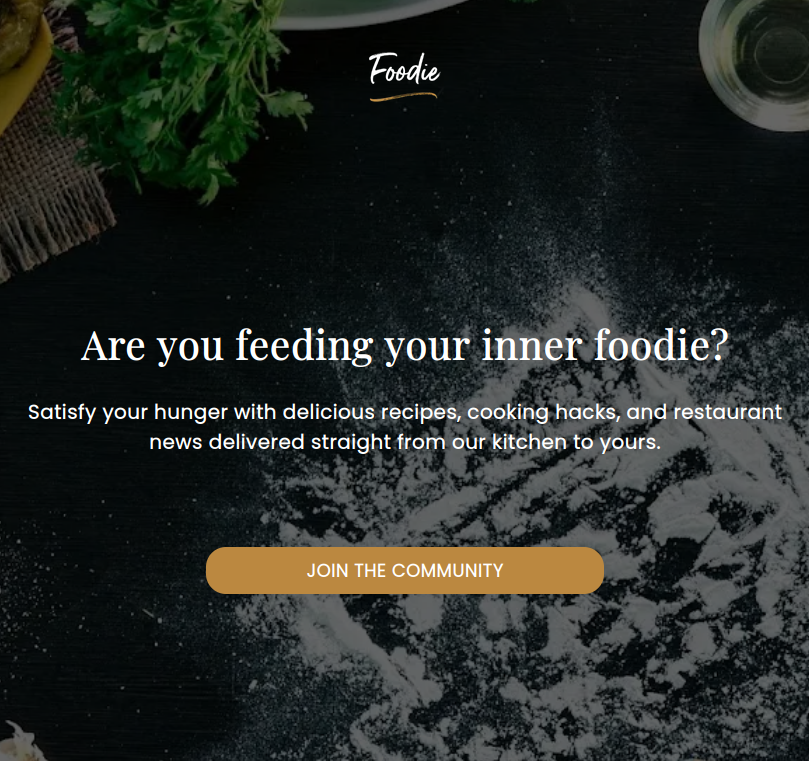 Foodie
Are you feeding your inner foodie?
Satisfy your hunger with delicious recipes, cooking hacks, and restaurant
news delivered straight from our kitchen to yours.
JOIN THE COMMUNITY